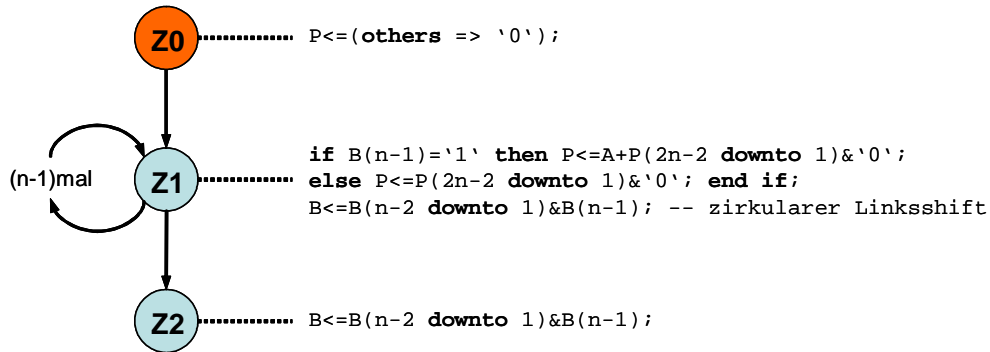 Z0
P<=(others => ‘0‘);
(n-1)mal
Z1
if B(n-1)=‘1‘ then P<=A+P(2n-2 downto 1)&‘0‘;
else P<=P(2n-2 downto 1)&‘0‘; end if;
B<=B(n-2 downto 1)&B(n-1); -- zirkularer Linksshift
Z2
B<=B(n-2 downto 1)&B(n-1);